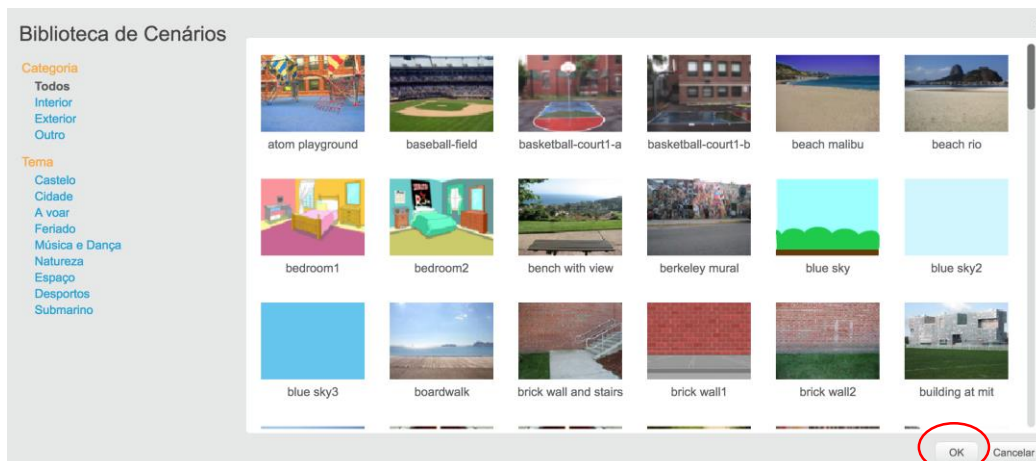 Biblioteca de Cenários
Categoria
Todos
Interior
Exterior
Outro
Tema
Castelo
Cidade
A voar
Feriado
Música e Dança
Natureza
Espaço
Desportos
Submarino
atom playground baseball-field basketball-court1-a basketball-court1-b beach malibu beach rio
bedroom1 bedroom2 bench with view berkeley mural blue sky blue sky2
blue sky3 boardwalk brick wall and stairs brick wall1 brick wall2 building at mit
OK Cancelar